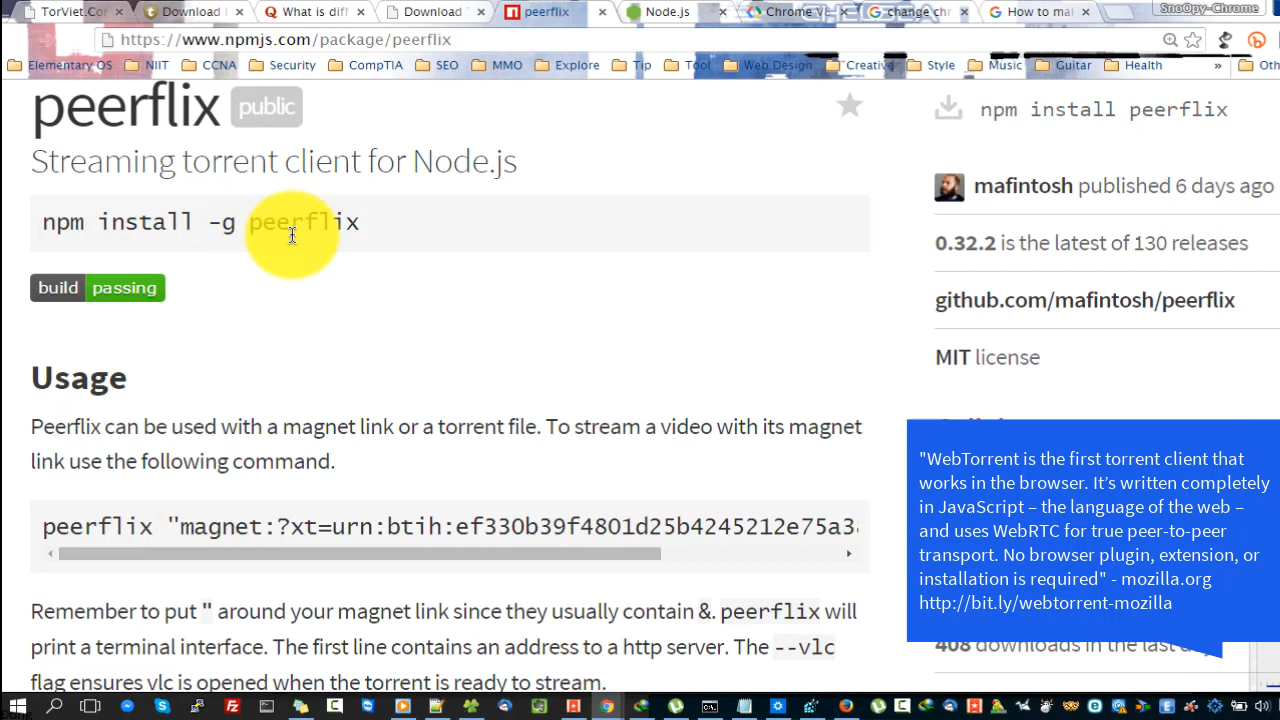 TorViet.Con
Download I
What is diff
Download "
peerflix
Node.js
Chrome V
change chr
How to ma
SnoOpy-Chrome
https://www.npmjs.com/package/peerflix
Elementary OS
NIIT
CCNA
Security
CompTIA
SEO
MMO
Explore
Tip
Tool
Web Design
Creative
Style
Music
Guitar
Health
»
Oth
peerflix public
Streaming torrent client for Node.js
npm install -g peerflix
build passing
Usage
Peerflix can be used with a magnet link or a torrent file. To stream a video with its magnet
link use the following command.
peerflix "magnet:?xt=urn:btih:ef330b39f4801d25b4245212e75a3
Remember to put " around your magnet link since they usually contain &. peerflix will
print a terminal interface. The first line contains an address to a http server. The --vlc
flag ensures vlc is opened when the torrent is ready to stream.
npm install peerflix
mafintosh published 6 days ago
0.32.2 is the latest of 130 releases
github.com/mafintosh/peerflix
MIT license
"WebTorrent is the first torrent client that
works in the browser. It's written completely
in JavaScript – the language of the web –
and uses WebRTC for true peer-to-peer
transport. No browser plugin, extension, or
installation is required" - mozilla.org
http://bit.ly/webtorrent-mozilla
408 downloads in the last day